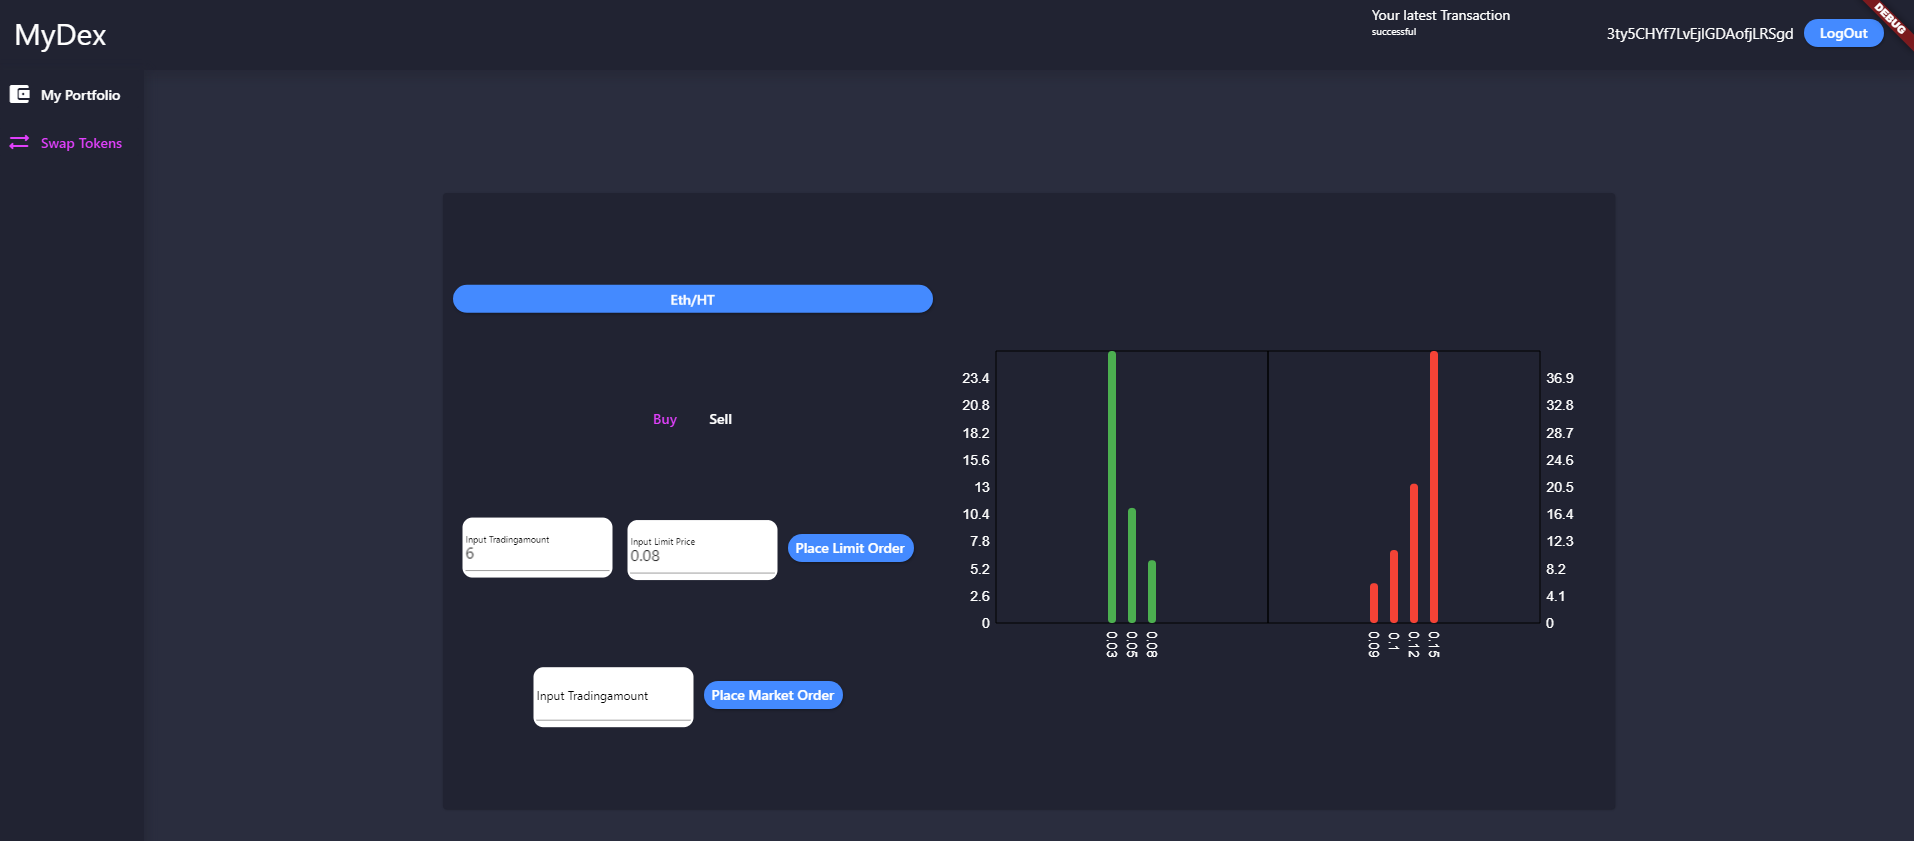 MyDex
Your latest Transaction
successful
3ty5CHYf7LvEjlGDAofjLRSgd
LogOut
DEBUG
My Portfolio
Swap Tokens
Eth/HT
Buy
Sell
Input Tradingamount
6
Input Limit Price
0.08
Place Limit Order
Input Tradingamount
Place Market Order
23.4
20.8
18.2
15.6
13
10.4
7.8
5.2
2.6
0
0.03
0.05
0.08
0.09
0.1
0.12
0.15
36.9
32.8
28.7
24.6
20.5
16.4
12.3
8.2
4.1
0